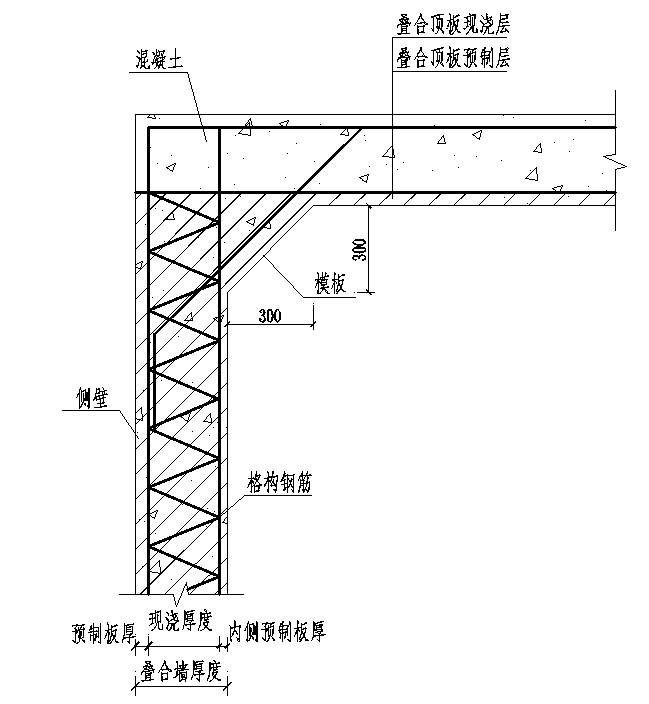 叠合顶板现浇层
叠合顶板预制层
混凝土
300
模板
300
侧壁
格构钢筋
现浇厚度
预制板厚
内侧预制板厚
叠合墙厚度